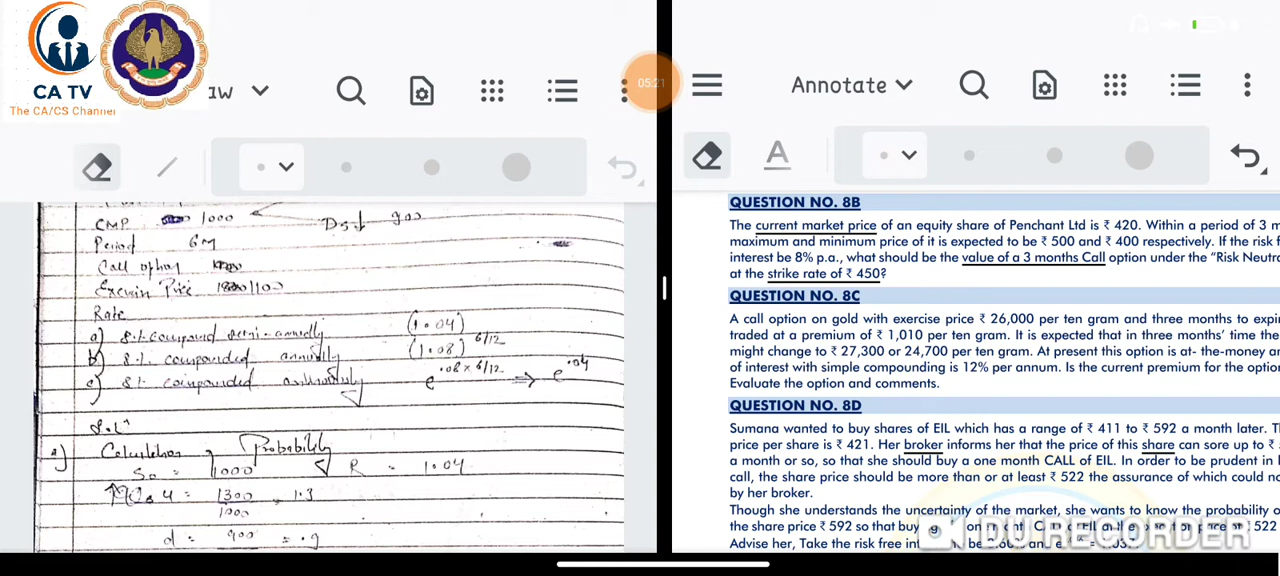 CA TV
The CA/CS Channel
aw
05:21
CMP 1000
Period 6M
Call option
Exercise Price 1100
Rate
a) 8% compound semi-annually (1.04)
b) 8% compounded annually (1.08) 6/12
c) 8% compounded e .08 x 6/12 ⇒ e .04
a) Calculation of Probability
S0 = 1000 R = 1.04
u = 1300 = 1.3
1000
d = 900 = .9
Annotate
A
QUESTION NO. 8B
The current market price of an equity share of Penchant Ltd is ₹ 420. Within a period of 3 m
maximum and minimum price of it is expected to be ₹ 500 and ₹ 400 respectively. If the risk f
interest be 8% p.a., what should be the value of a 3 months Call option under the "Risk Neutra
at the strike rate of ₹ 450?
QUESTION NO. 8C
A call option on gold with exercise price ₹ 26,000 per ten gram and three months to expi
traded at a premium of ₹ 1,010 per ten gram. It is expected that in three months' time the
might change to ₹ 27,300 or 24,700 per ten gram. At present this option is at- the-money an
of interest with simple compounding is 12% per annum. Is the current premium for the optio
Evaluate the option and comments.
QUESTION NO. 8D
Sumana wanted to buy shares of EIL which has a range of ₹ 411 to ₹ 592 a month later. T
price per share is ₹ 421. Her broker informs her that the price of this share can sore up to ₹
a month or so, so that she should buy a one month CALL of EIL. In order to be prudent in
call, the share price should be more than or at least ₹ 522 the assurance of which could no
by her broker.
Though she understands the uncertainty of the market, she wants to know the probability o
the share price ₹ 592 so that buying of a one month CALL of EIL at the 522
Advise her, Take the risk free
DU RECORDER